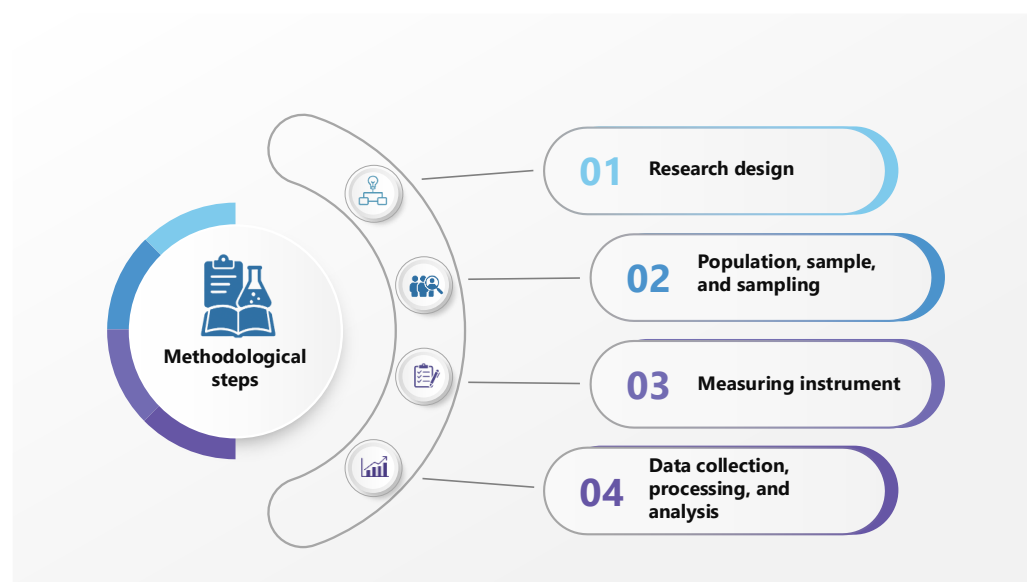 Methodological
steps
01
Research design
02
Population, sample,
and sampling
03
Measuring instrument
04
Data collection,
processing, and
analysis